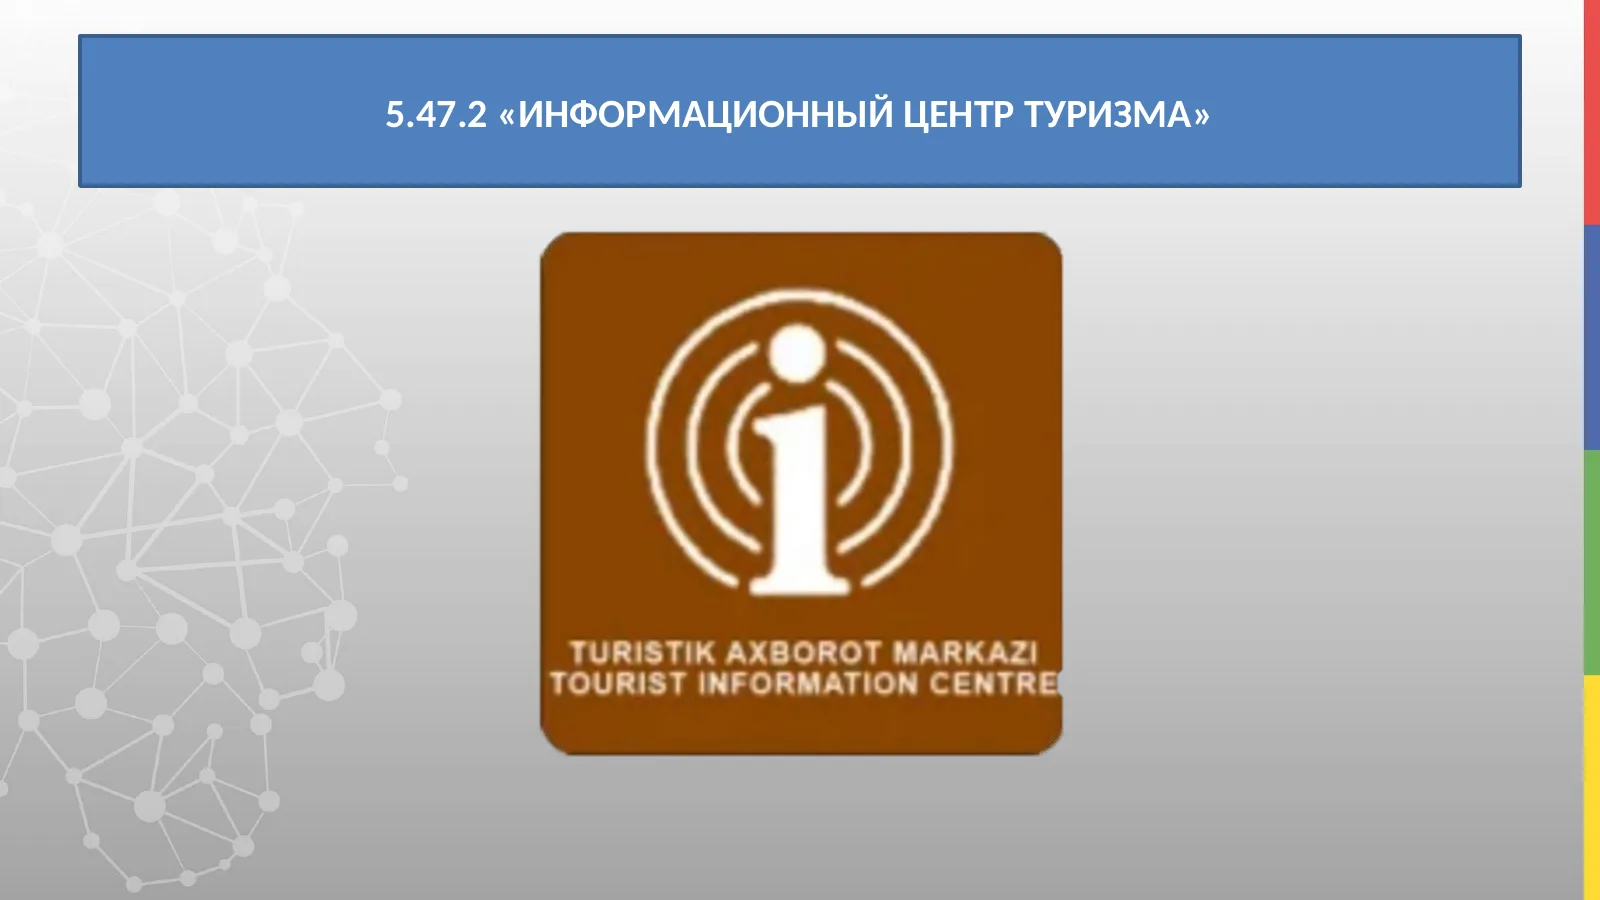 5.47.2 «ИНФОРМАЦИОННЫЙ ЦЕНТР ТУРИЗМА»
TURISTIK AXBOROT MARKAZI
TOURIST INFORMATION CENTRE